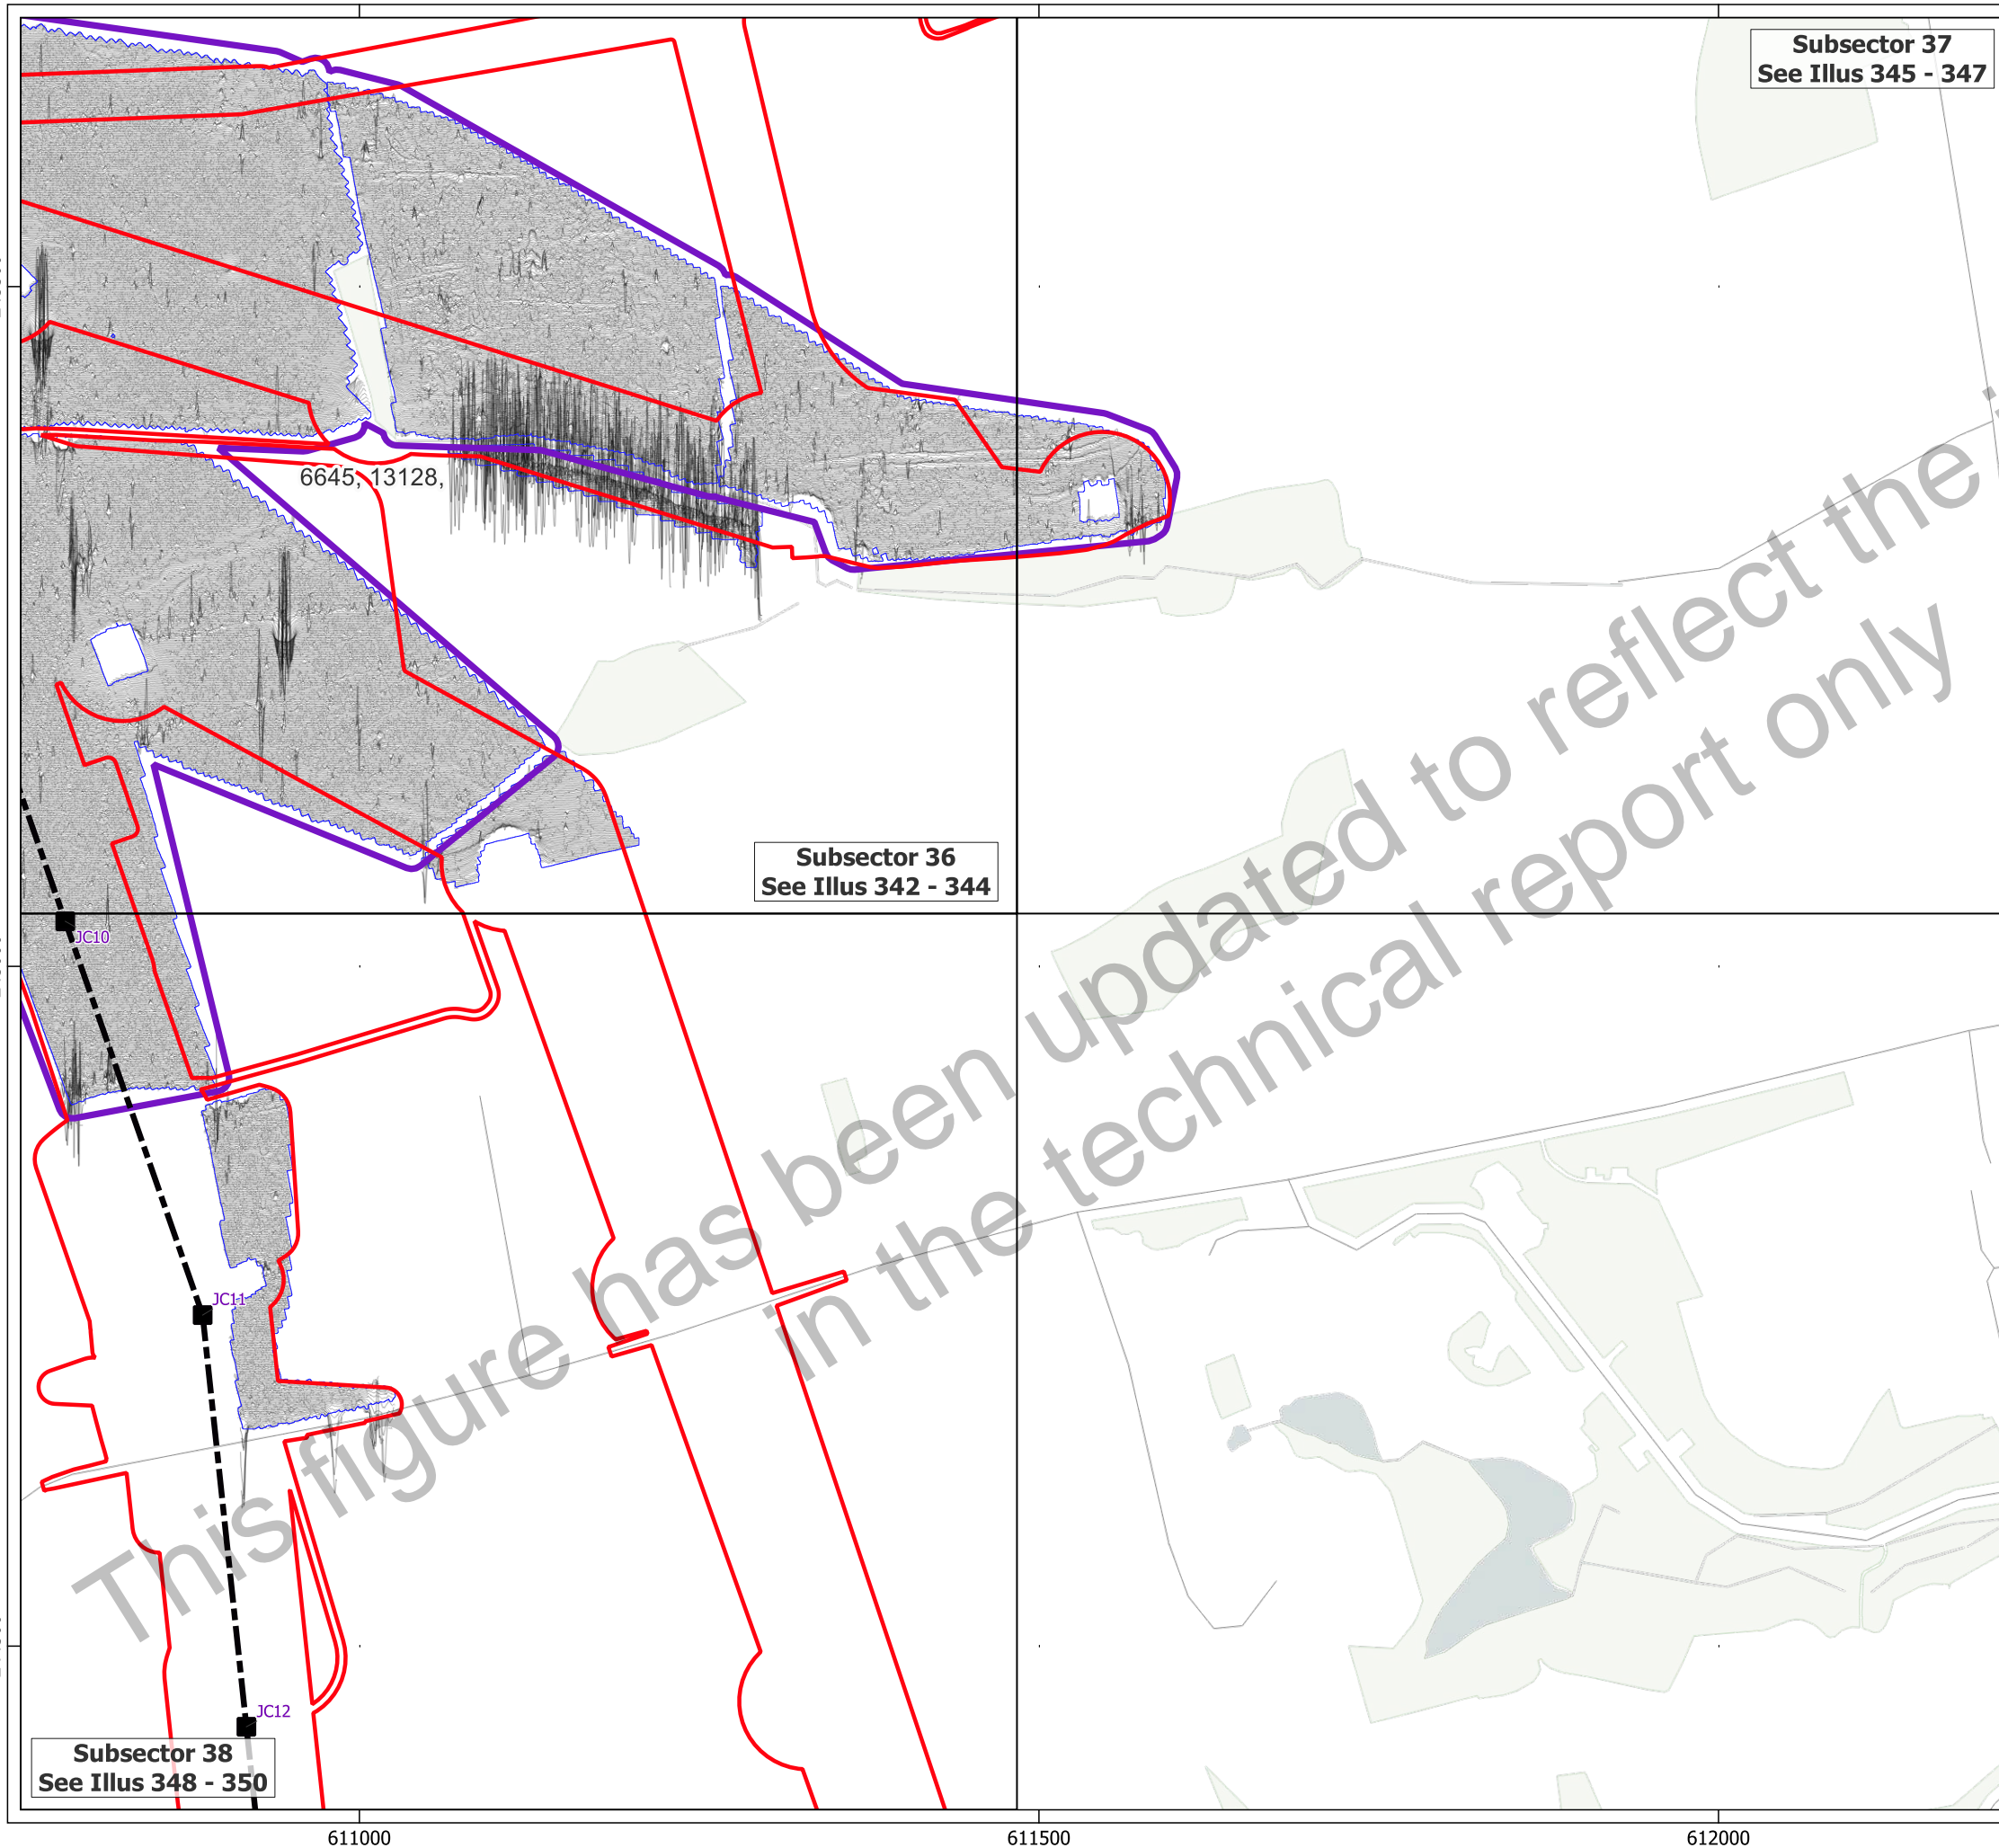 Subsector 37
See Illus 345 - 347
6645, 13128,
Subsector 36
See Illus 342 - 344
JC10
JC11
JC12
Subsector 38
See Illus 348 - 350
This figure has been updated to reflect the
in the technical report only
611000
611500
612000